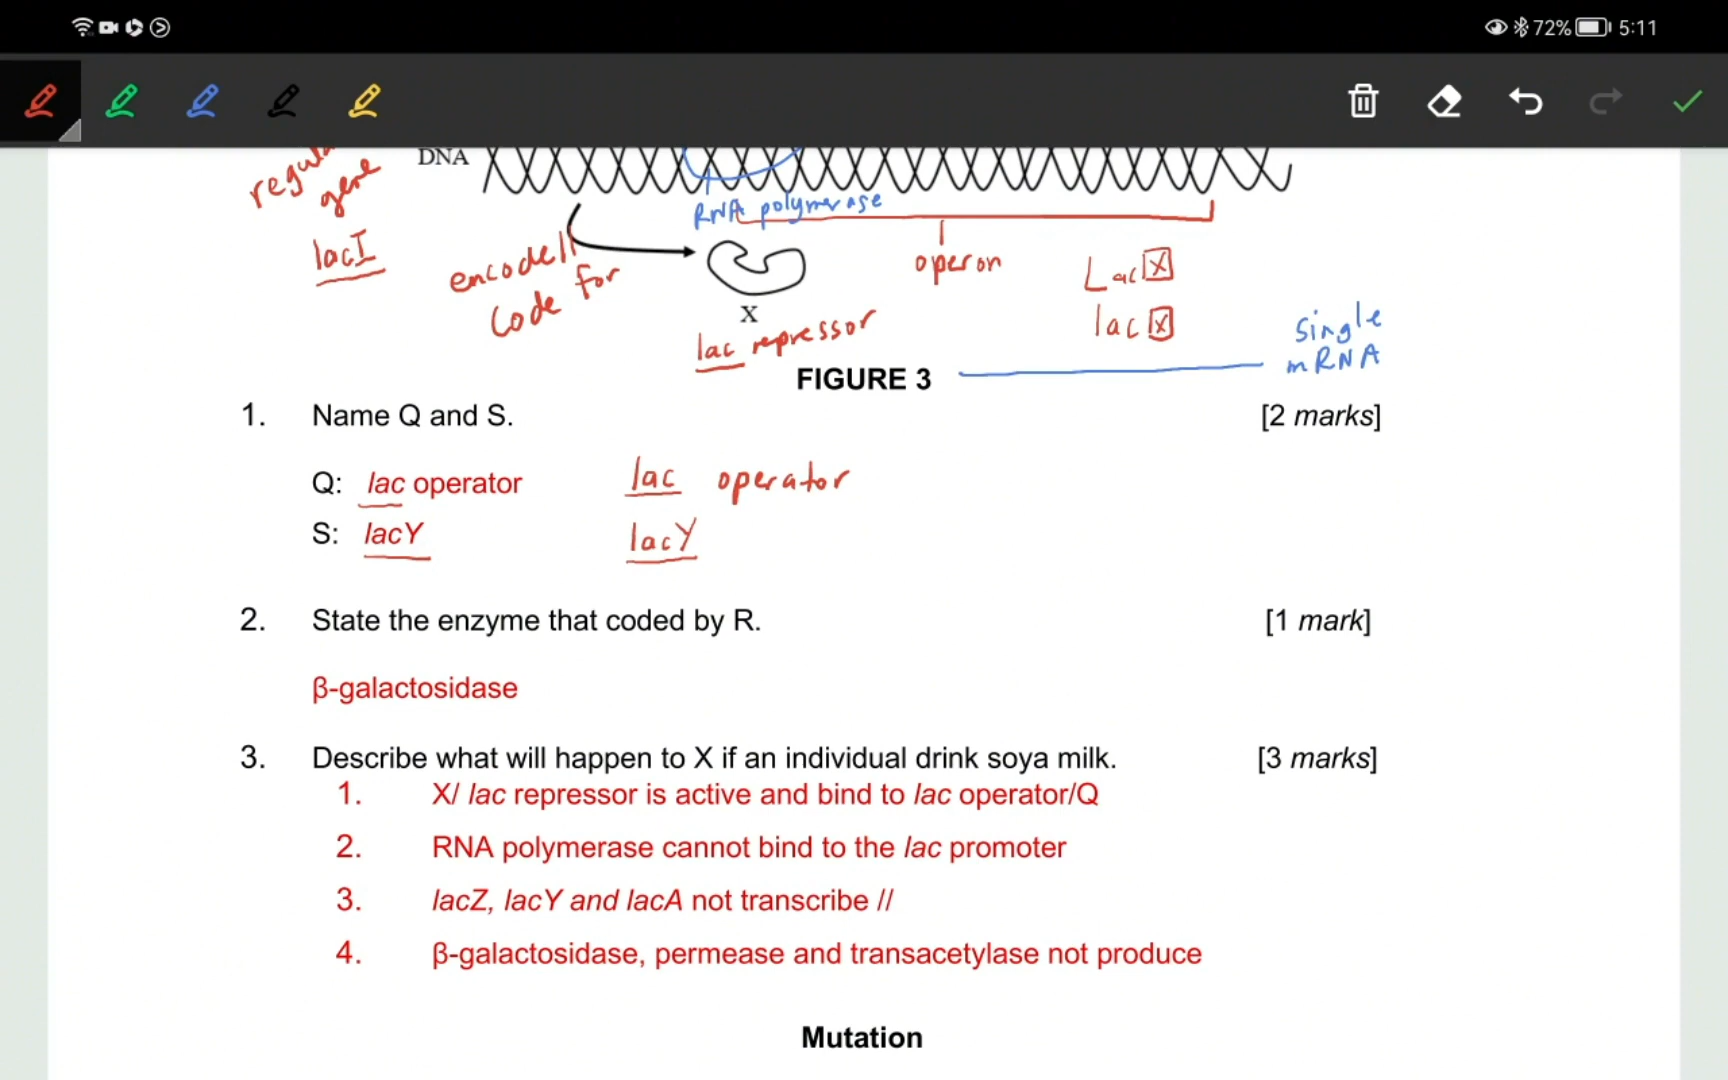 72% 5:11
regul
gene
DNA
RNA polymerase
lacI
encode//
code for
operon
Lac X
lac X
X
lac repressor
single
mRNA
FIGURE 3
1. Name Q and S. [2 marks]
Q: lac operator lac operator
S: lacY lacY
2. State the enzyme that coded by R. [1 mark]
β-galactosidase
3. Describe what will happen to X if an individual drink soya milk. [3 marks]
1. X/ lac repressor is active and bind to lac operator/Q
2. RNA polymerase cannot bind to the lac promoter
3. lacZ, lacY and lacA not transcribe //
4. β-galactosidase, permease and transacetylase not produce
Mutation